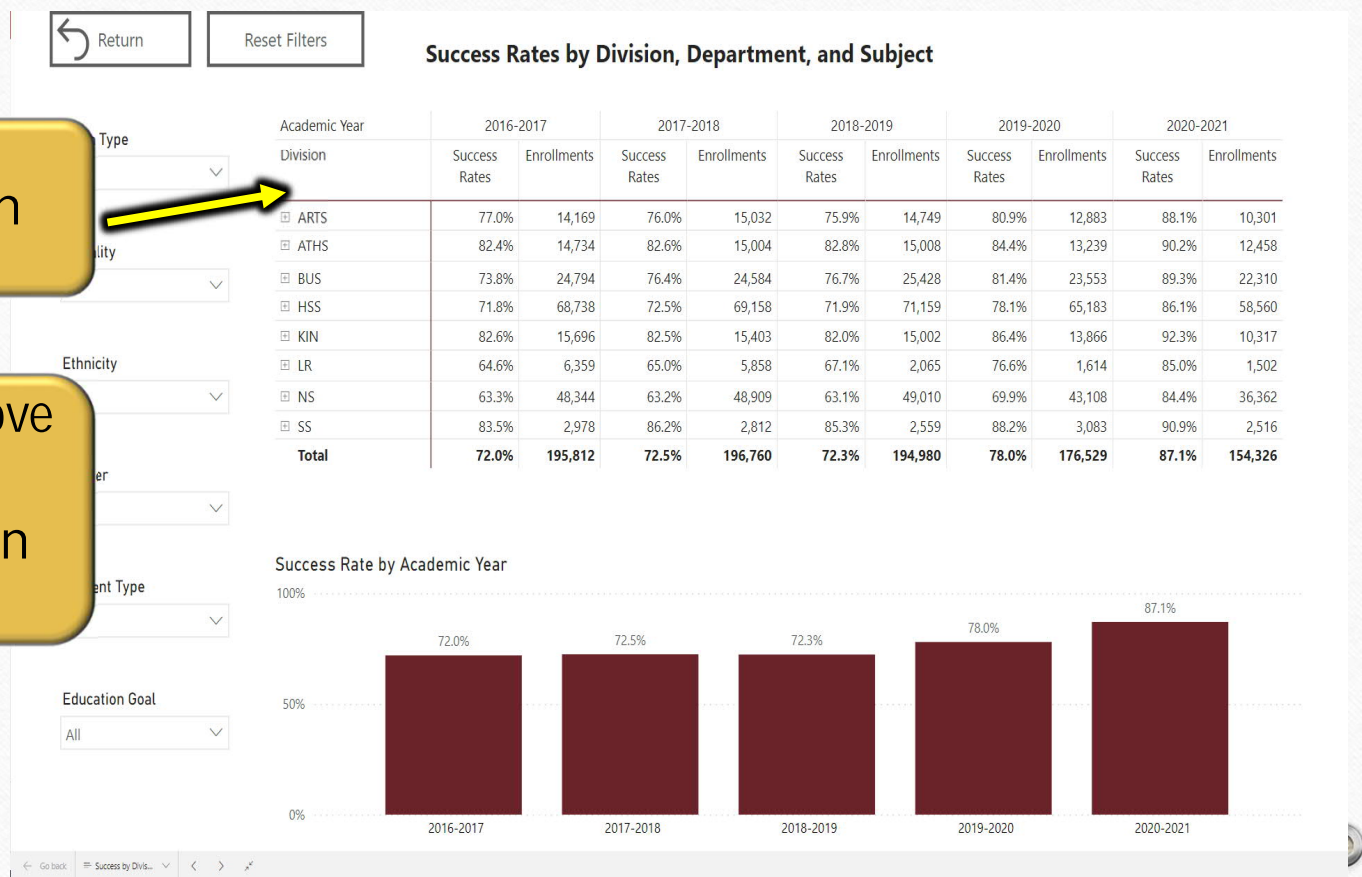 Return
Reset Filters
Success Rates by Division, Department, and Subject
Type
Ethnicity
Education Goal
All
Academic Year 2016-2017 2017-2018 2018-2019 2019-2020 2020-2021
Division Success Rates Enrollments Success Rates Enrollments Success Rates Enrollments Success Rates Enrollments Success Rates Enrollments
ARTS 77.0% 14,169 76.0% 15,032 75.9% 14,749 80.9% 12,883 88.1% 10,301
ATHS 82.4% 14,734 82.6% 15,004 82.8% 15,008 84.4% 13,239 90.2% 12,458
BUS 73.8% 24,794 76.4% 24,584 76.7% 25,428 81.4% 23,553 89.3% 22,310
HSS 71.8% 68,738 72.5% 69,158 71.9% 71,159 78.1% 65,183 86.1% 58,560
KIN 82.6% 15,696 82.5% 15,403 82.0% 15,002 86.4% 13,866 92.3% 10,317
LR 64.6% 6,359 65.0% 5,858 67.1% 2,065 76.6% 1,614 85.0% 1,502
NS 63.3% 48,344 63.2% 48,909 63.1% 49,010 69.9% 43,108 84.4% 36,362
SS 83.5% 2,978 86.2% 2,812 85.3% 2,559 88.2% 3,083 90.9% 2,516
Total 72.0% 195,812 72.5% 196,760 72.3% 194,980 78.0% 176,529 87.1% 154,326
Success Rate by Academic Year
100%
50%
0%
72.0% 72.5% 72.3% 78.0% 87.1%
2016-2017 2017-2018 2018-2019 2019-2020 2020-2021
Go back Success by Divis...